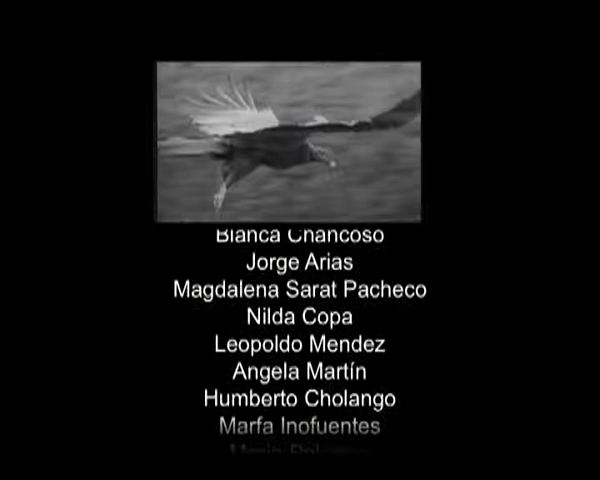 Blanca Chancoso
Jorge Arias
Magdalena Sarat Pacheco
Nilda Copa
Leopoldo Mendez
Angela Martín
Humberto Cholango
Marfa Inofuentes